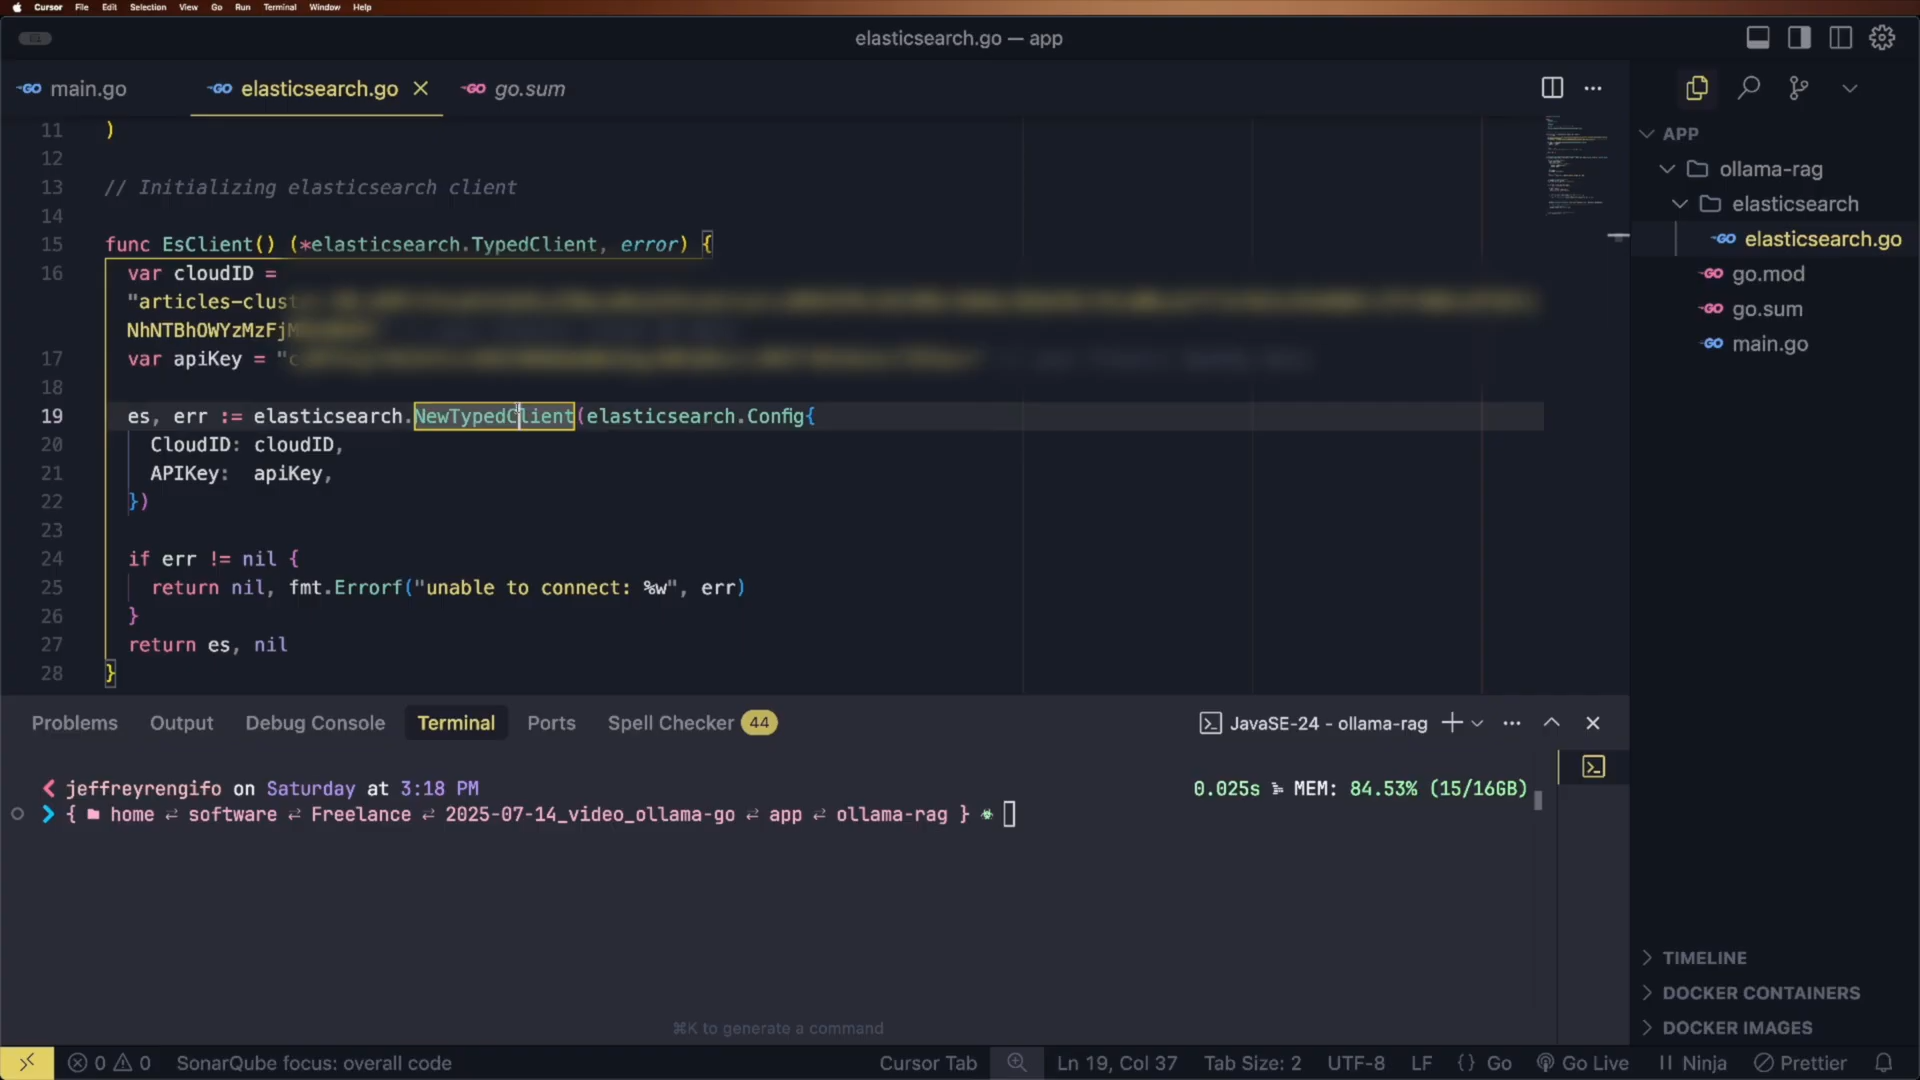 Cursor File Edit Selection View Go Run Terminal Window Help
elasticsearch.go — app
main.go elasticsearch.go go.sum
11 )
12
13 // Initializing elasticsearch client
14
15 func EsClient() (*elasticsearch.TypedClient, error) {
16 var cloudID =
"articles-clust
NhNTBhOWYzMzFjM
17 var apiKey = "c
18
19 es, err := elasticsearch.NewTypedClient(elasticsearch.Config{
20 CloudID: cloudID,
21 APIKey: apiKey,
22 })
23
24 if err != nil {
25 return nil, fmt.Errorf("unable to connect: %w", err)
26 }
27 return es, nil
28 }
APP
ollama-rag
elasticsearch
elasticsearch.go
go.mod
go.sum
main.go
Problems Output Debug Console Terminal Ports Spell Checker 44 JavaSE-24 - ollama-rag
jeffreyrengifo on Saturday at 3:18 PM 0.025s MEM: 84.53% (15/16GB)
{ home ⇌ software ⇌ Freelance ⇌ 2025-07-14_video_ollama-go ⇌ app ⇌ ollama-rag }
⌘K to generate a command
TIMELINE
DOCKER CONTAINERS
DOCKER IMAGES
0 0 SonarQube focus: overall code Cursor Tab Ln 19, Col 37 Tab Size: 2 UTF-8 LF {} Go Go Live Ninja Prettier